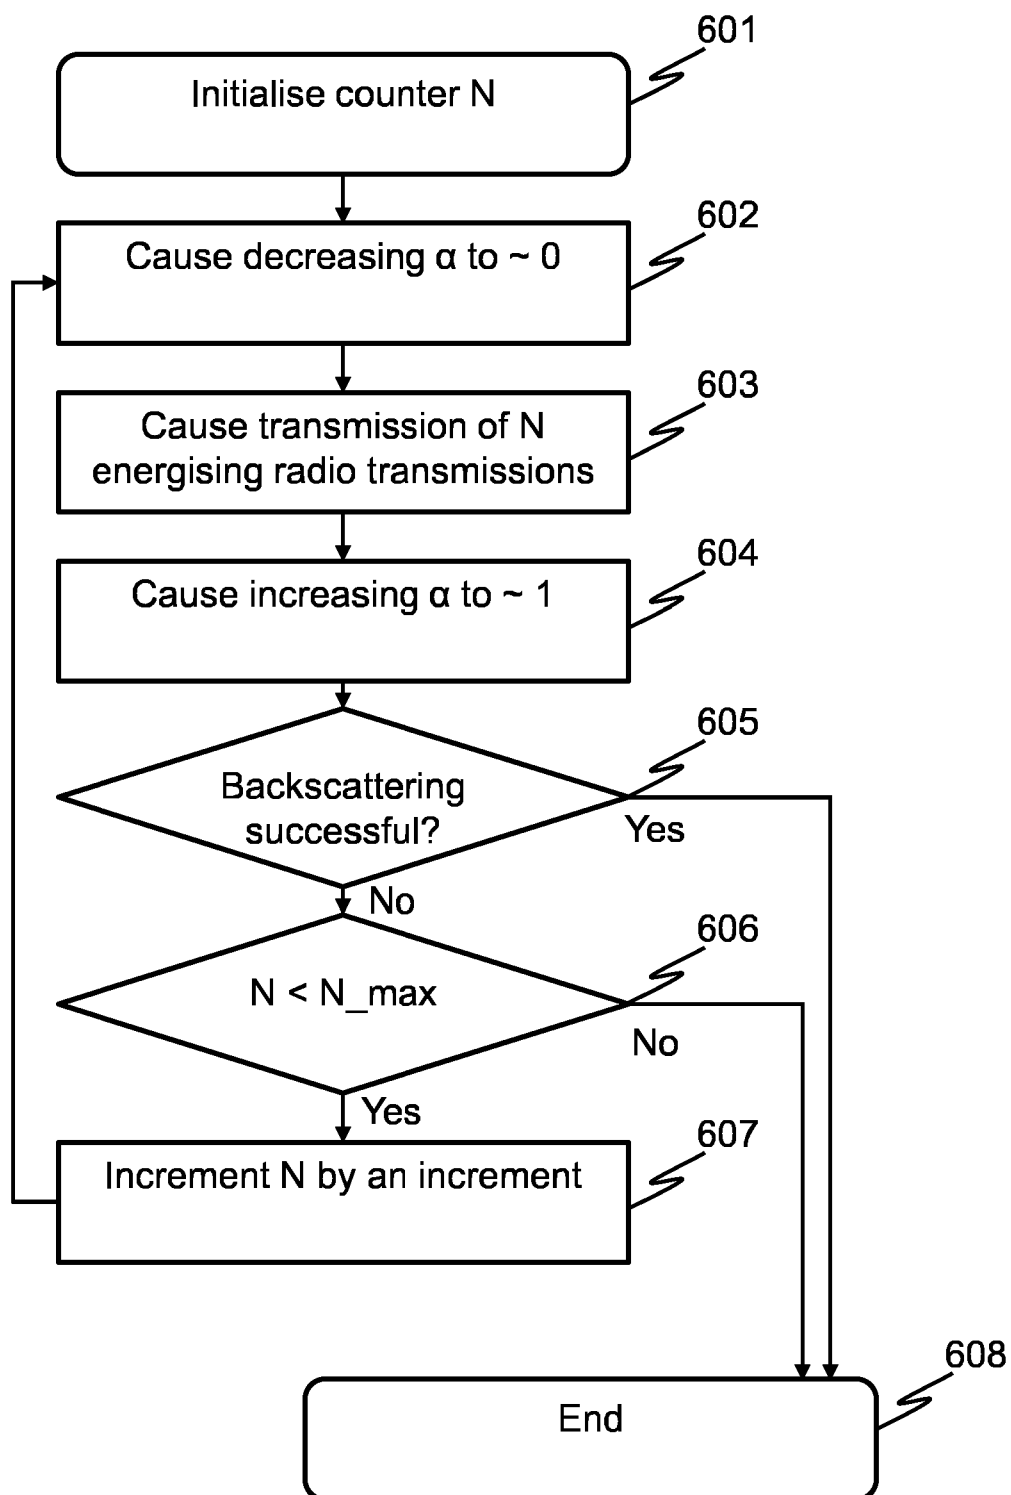 601
Initialise counter N
602
Cause decreasing α to ~ 0
603
Cause transmission of N
energising radio transmissions
604
Cause increasing α to ~ 1
605
Backscattering
successful?
Yes
No
606
N < N_max
No
Yes
607
Increment N by an increment
608
End